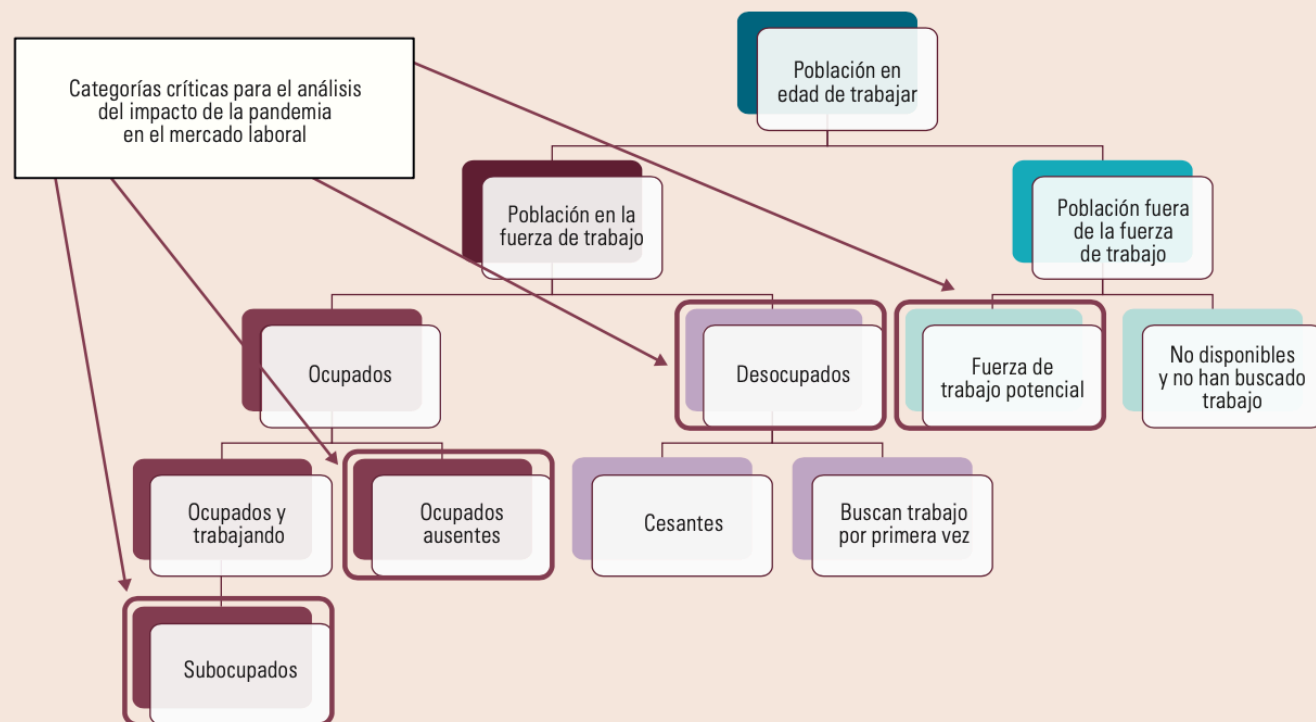 Categorías críticas para el análisis
del impacto de la pandemia
en el mercado laboral
Población en
edad de trabajar
Población en la
fuerza de trabajo
Población fuera
de la fuerza
de trabajo
Ocupados
Desocupados
Fuerza de
trabajo potencial
No disponibles
y no han buscado
trabajo
Ocupados y
trabajando
Ocupados
ausentes
Cesantes
Buscan trabajo
por primera vez
Subocupados